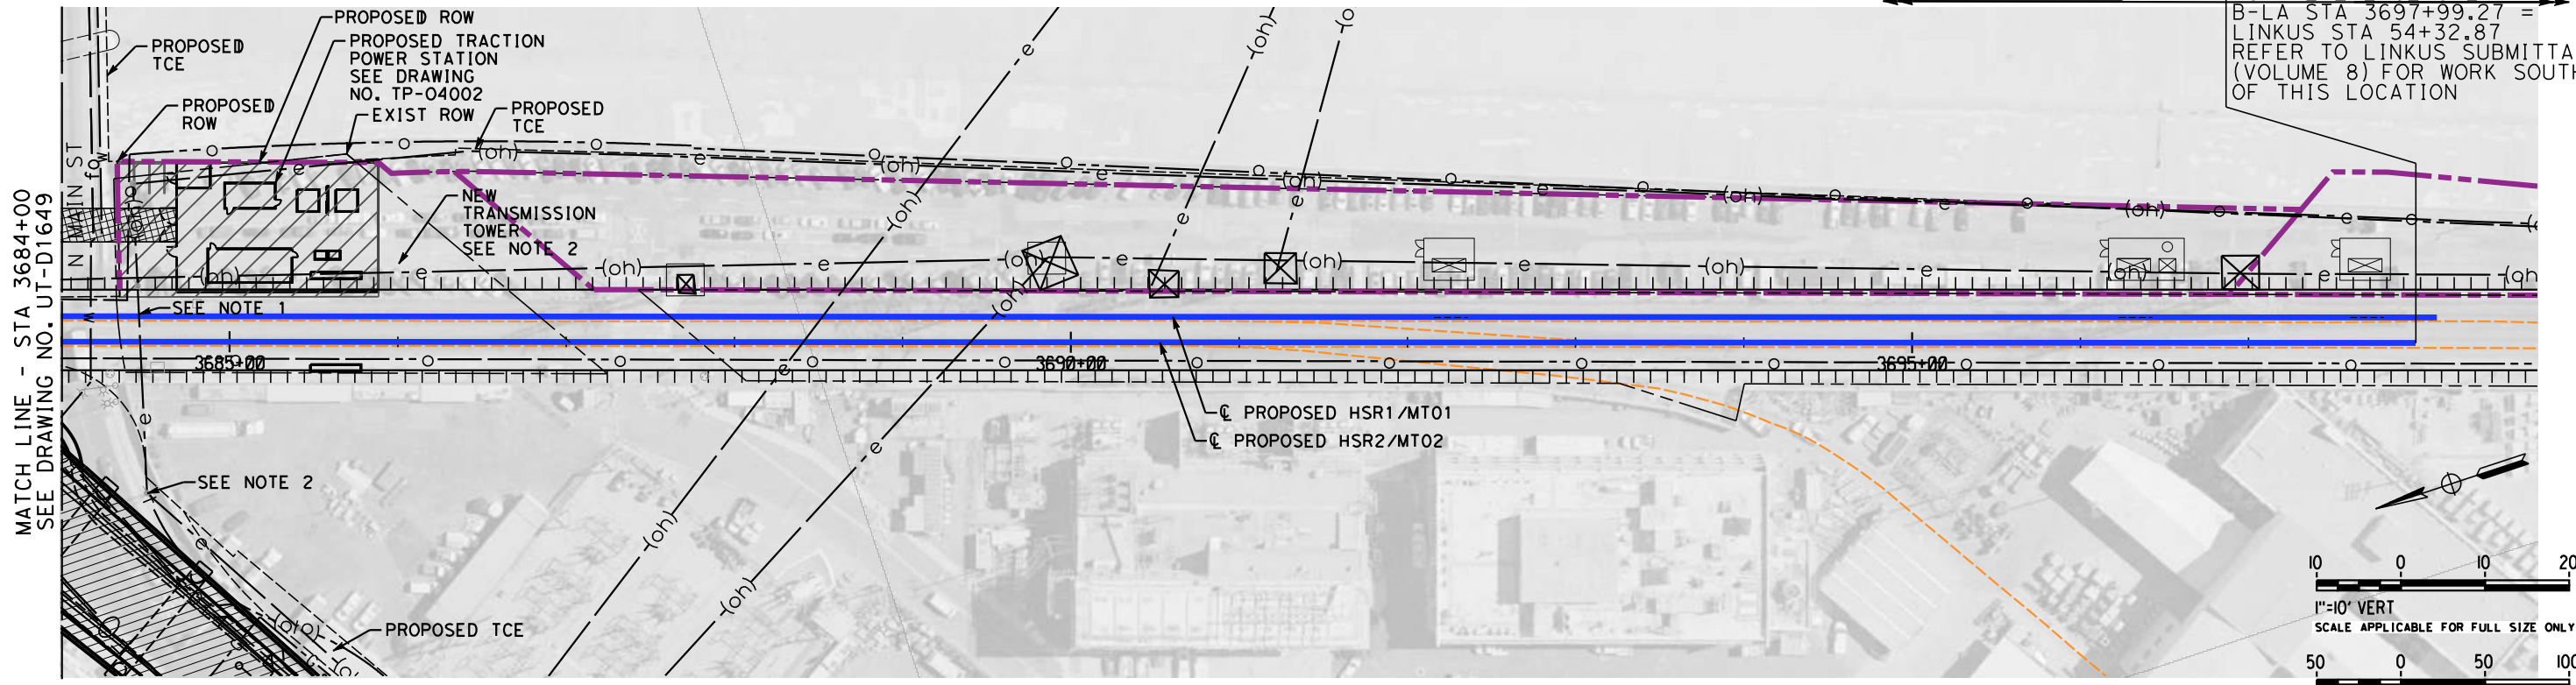 MATCH LINE - STA 3684+00
SEE DRAWING NO. UT-D1649
PROPOSED ROW
PROPOSED
TCE
PROPOSED TRACTION
POWER STATION
SEE DRAWING
NO. TP-04002
EXIST ROW
PROPOSED
ROW
PROPOSED
TCE
N MAIN ST
NEW
TRANSMISSION
TOWER
SEE NOTE 2
SEE NOTE 1
3685+00
3690+00
3695+00
℄ PROPOSED HSR1/MT01
℄ PROPOSED HSR2/MT02
SEE NOTE 2
PROPOSED TCE
B-LA STA 3697+99.27 =
LINKUS STA 54+32.87
REFER TO LINKUS SUBMITTA
(VOLUME 8) FOR WORK SOUTH
OF THIS LOCATION
10 0 10 20
1"=10' VERT
SCALE APPLICABLE FOR FULL SIZE ONLY
50 0 50 100